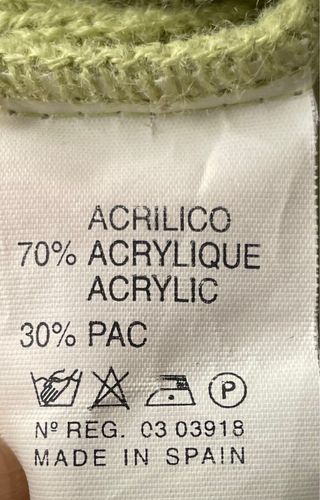 ACRILICO
70% ACRYLIQUE
ACRYLIC
30% PAC
P
Nº REG. 03 03918
MADE IN SPAIN